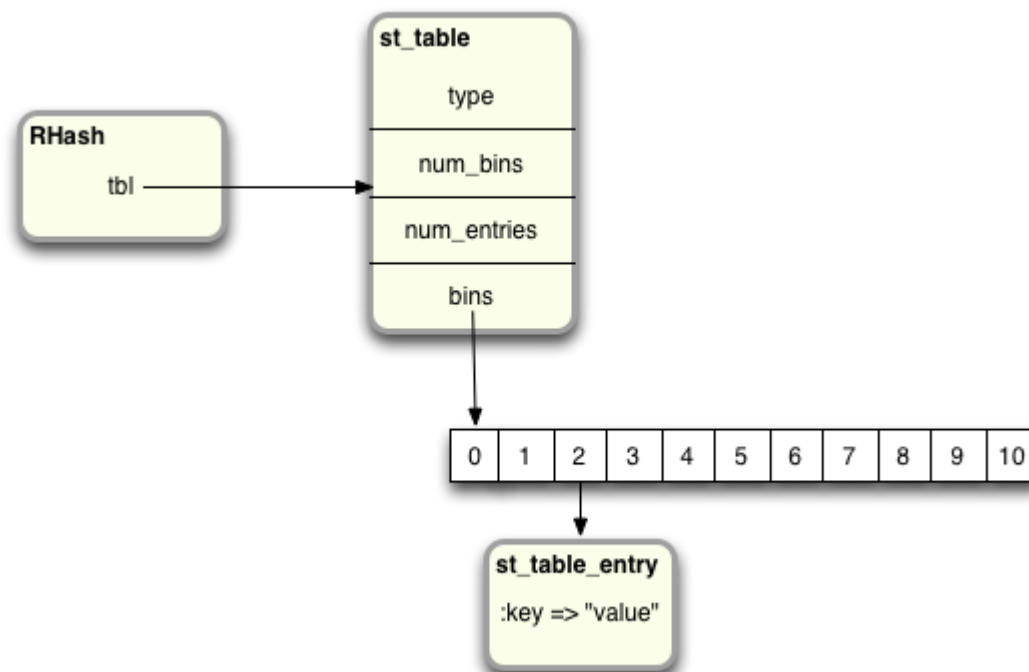 st_table
type
RHash
tbl
num_bins
num_entries
bins
0 1 2 3 4 5 6 7 8 9 10
st_table_entry
:key => "value"